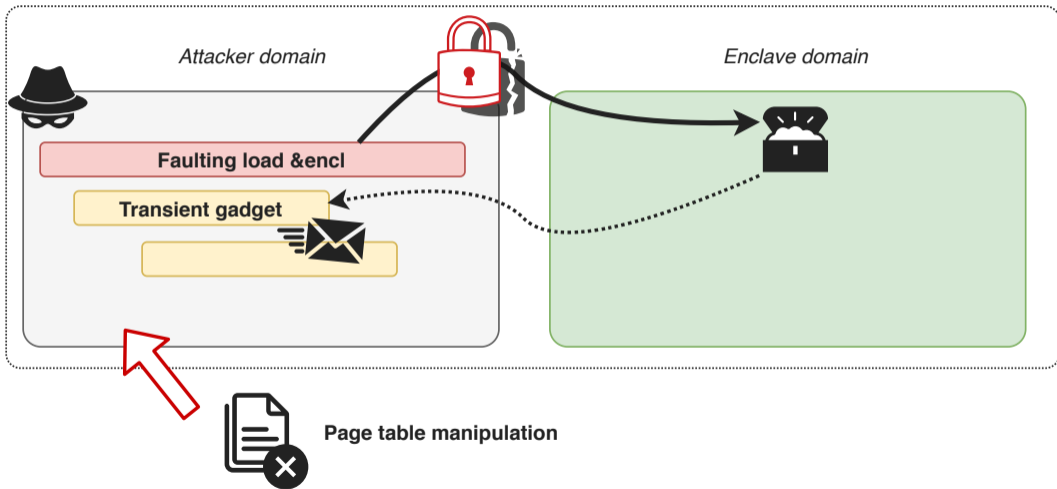 Attacker domain
Enclave domain
Faulting load &encl
Transient gadget
Page table manipulation